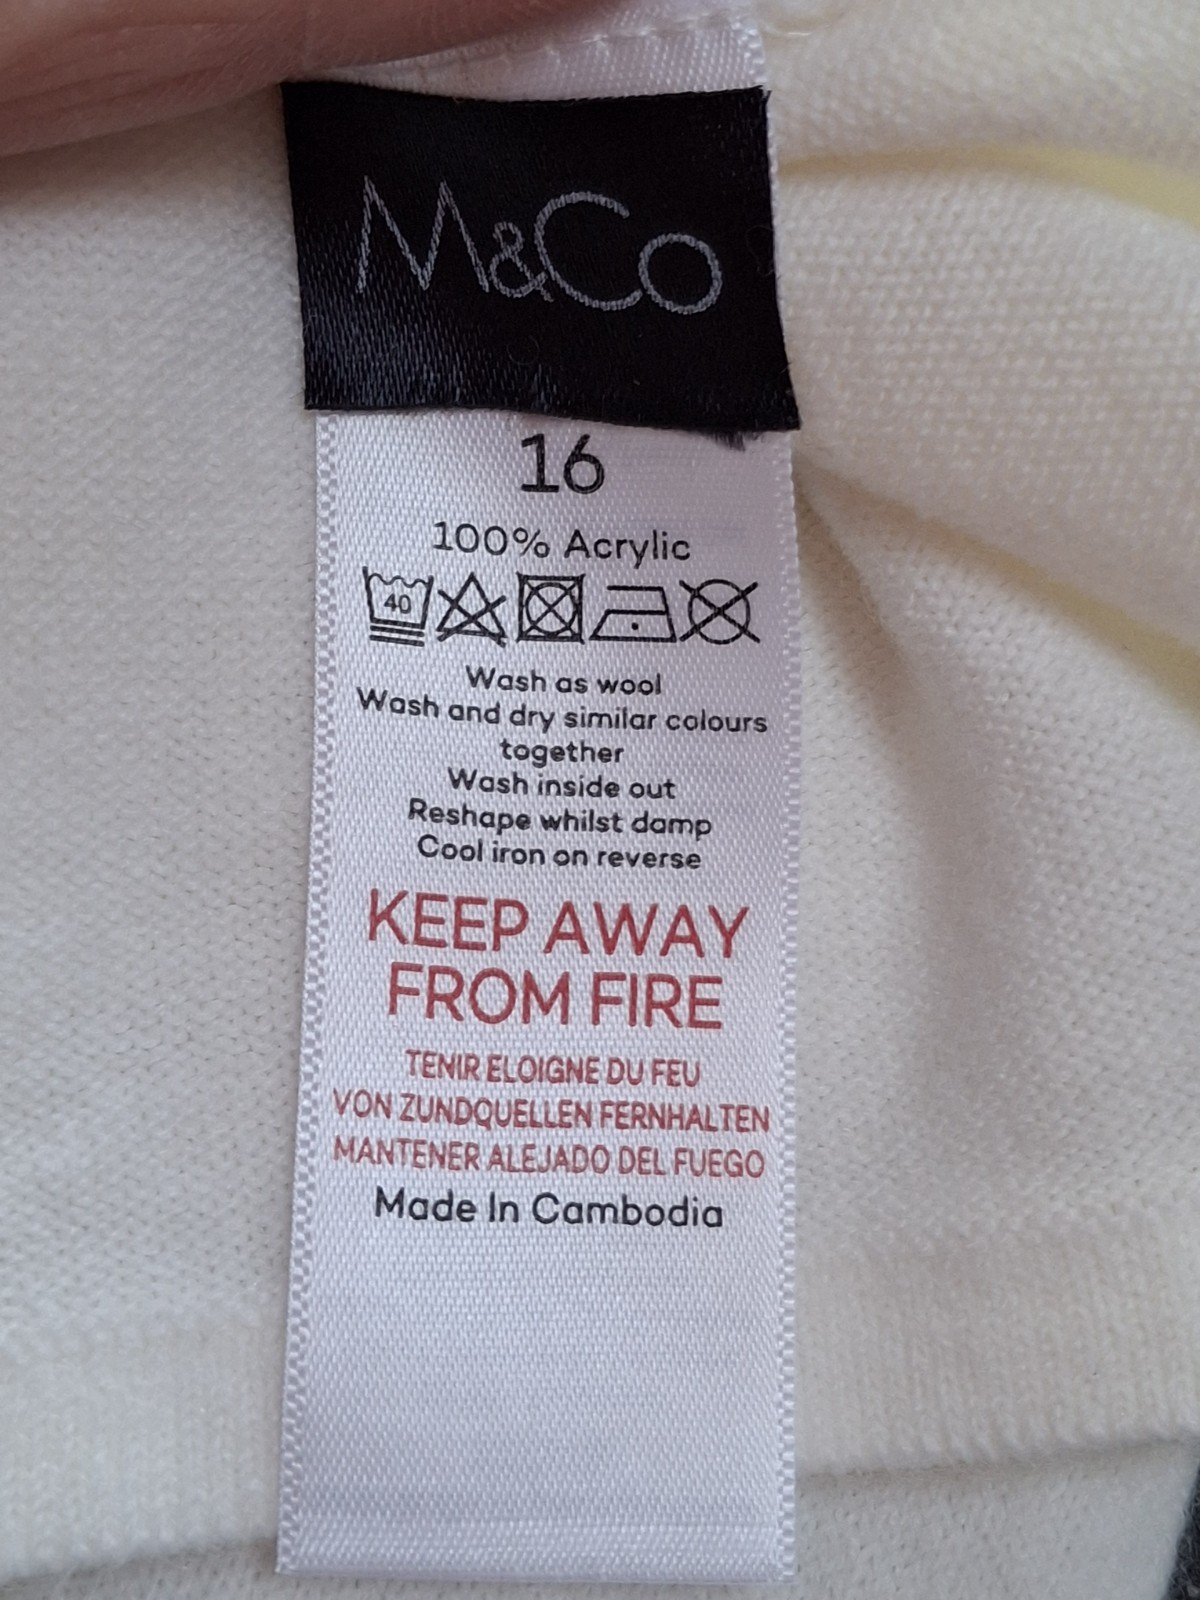 M&Co
16
100% Acrylic
40
Wash as wool
Wash and dry similar colours
together
Wash inside out
Reshape whilst damp
Cool iron on reverse
KEEP AWAY
FROM FIRE
TENIR ELOIGNE DU FEU
VON ZUNDQUELLEN FERNHALTEN
MANTENER ALEJADO DEL FUEGO
Made In Cambodia